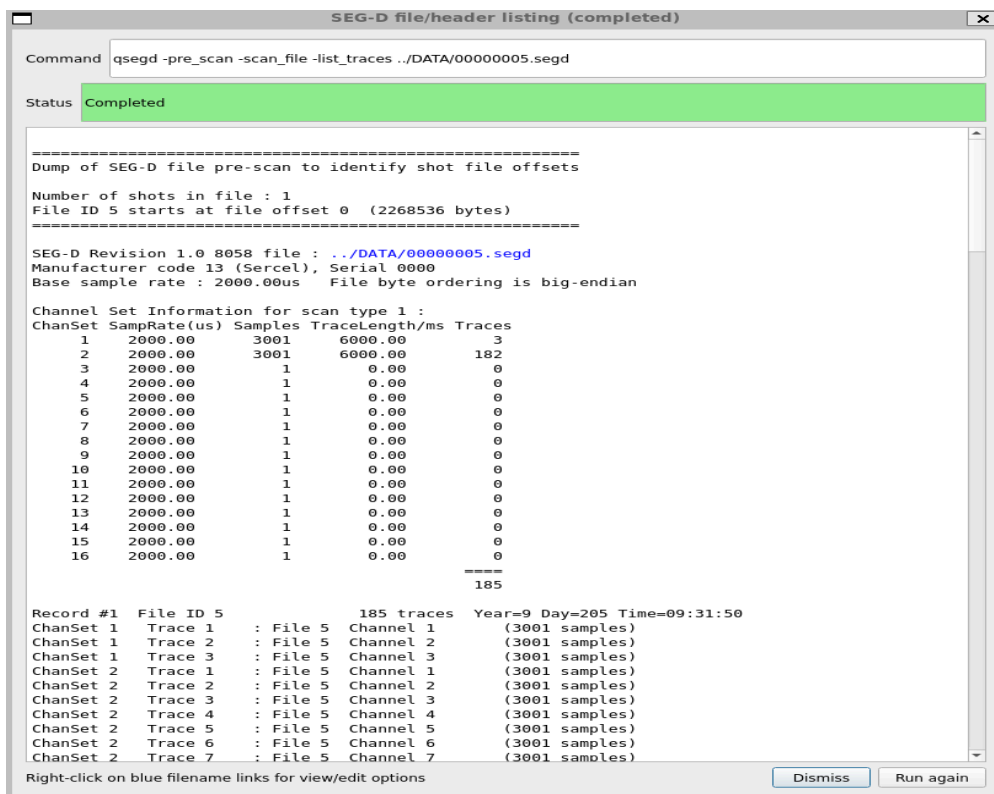 SEG-D file/header listing (completed)
Command qsegd -pre_scan -scan_file -list_traces ../DATA/00000005.segd
Status Completed
=========================================================
Dump of SEG-D file pre-scan to identify shot file offsets
Number of shots in file : 1
File ID 5 starts at file offset 0  (2268536 bytes)
=========================================================
SEG-D Revision 1.0 8058 file : ../DATA/00000005.segd
Manufacturer code 13 (Sercel), Serial 0000
Base sample rate : 2000.00us   File byte ordering is big-endian
Channel Set Information for scan type 1 :
ChanSet SampRate(us) Samples TraceLength/ms Traces
1    2000.00      3001     6000.00        3
2    2000.00      3001     6000.00      182
3    2000.00         1        0.00        0
4    2000.00         1        0.00        0
5    2000.00         1        0.00        0
6    2000.00         1        0.00        0
7    2000.00         1        0.00        0
8    2000.00         1        0.00        0
9    2000.00         1        0.00        0
10    2000.00         1        0.00        0
11    2000.00         1        0.00        0
12    2000.00         1        0.00        0
13    2000.00         1        0.00        0
14    2000.00         1        0.00        0
15    2000.00         1        0.00        0
16    2000.00         1        0.00        0
====
185
Record #1  File ID 5             185 traces  Year=9 Day=205 Time=09:31:50
ChanSet 1   Trace 1    : File 5  Channel 1       (3001 samples)
ChanSet 1   Trace 2    : File 5  Channel 2       (3001 samples)
ChanSet 1   Trace 3    : File 5  Channel 3       (3001 samples)
ChanSet 2   Trace 1    : File 5  Channel 1       (3001 samples)
ChanSet 2   Trace 2    : File 5  Channel 2       (3001 samples)
ChanSet 2   Trace 3    : File 5  Channel 3       (3001 samples)
ChanSet 2   Trace 4    : File 5  Channel 4       (3001 samples)
ChanSet 2   Trace 5    : File 5  Channel 5       (3001 samples)
ChanSet 2   Trace 6    : File 5  Channel 6       (3001 samples)
ChanSet 2   Trace 7    : File 5  Channel 7       (3001 samples)
Right-click on blue filename links for view/edit options
Dismiss
Run again